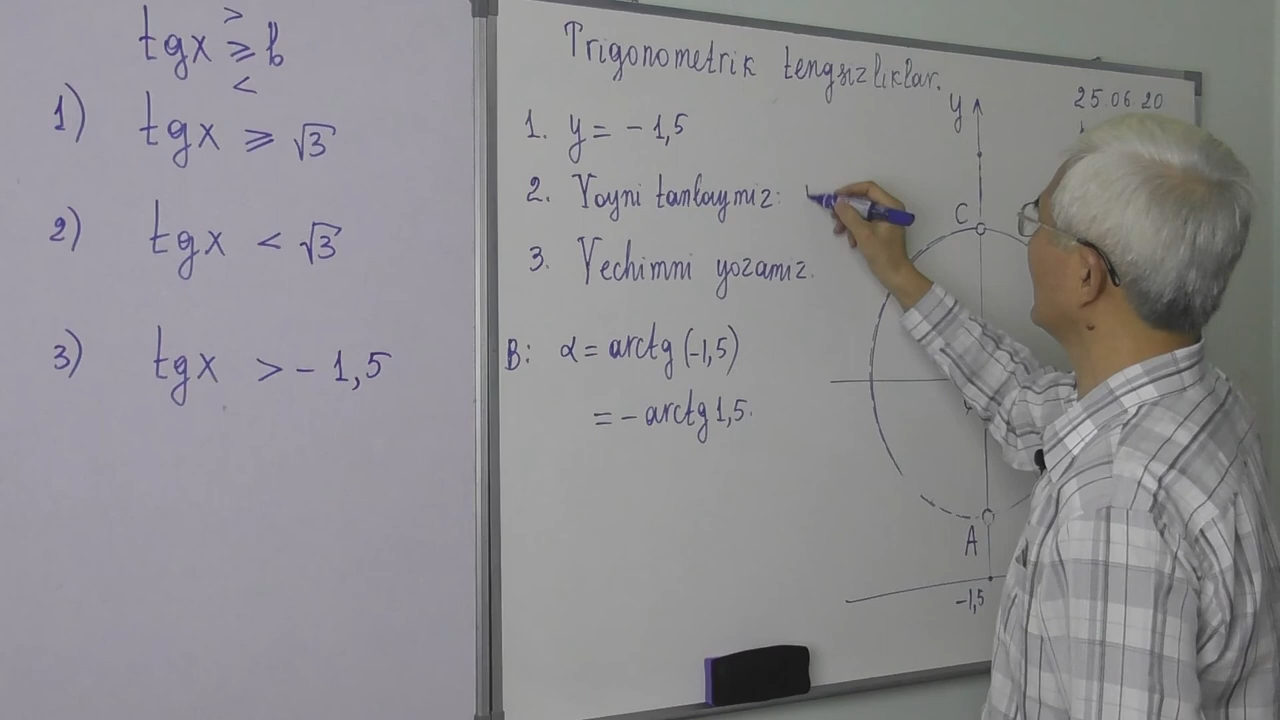 >
tgx ⩾ b
<
1) tgx ⩾ √3
2) tgx < √3
3) tgx > - 1,5
Trigonometrik tengsizliklar.
25.06.20
1. y = - 1,5
2. Yoyni tanlaymiz:
3. Yechimni yozamiz.
B: α = arctg (-1,5)
= - arctg 1,5.
y
C
A
-1,5